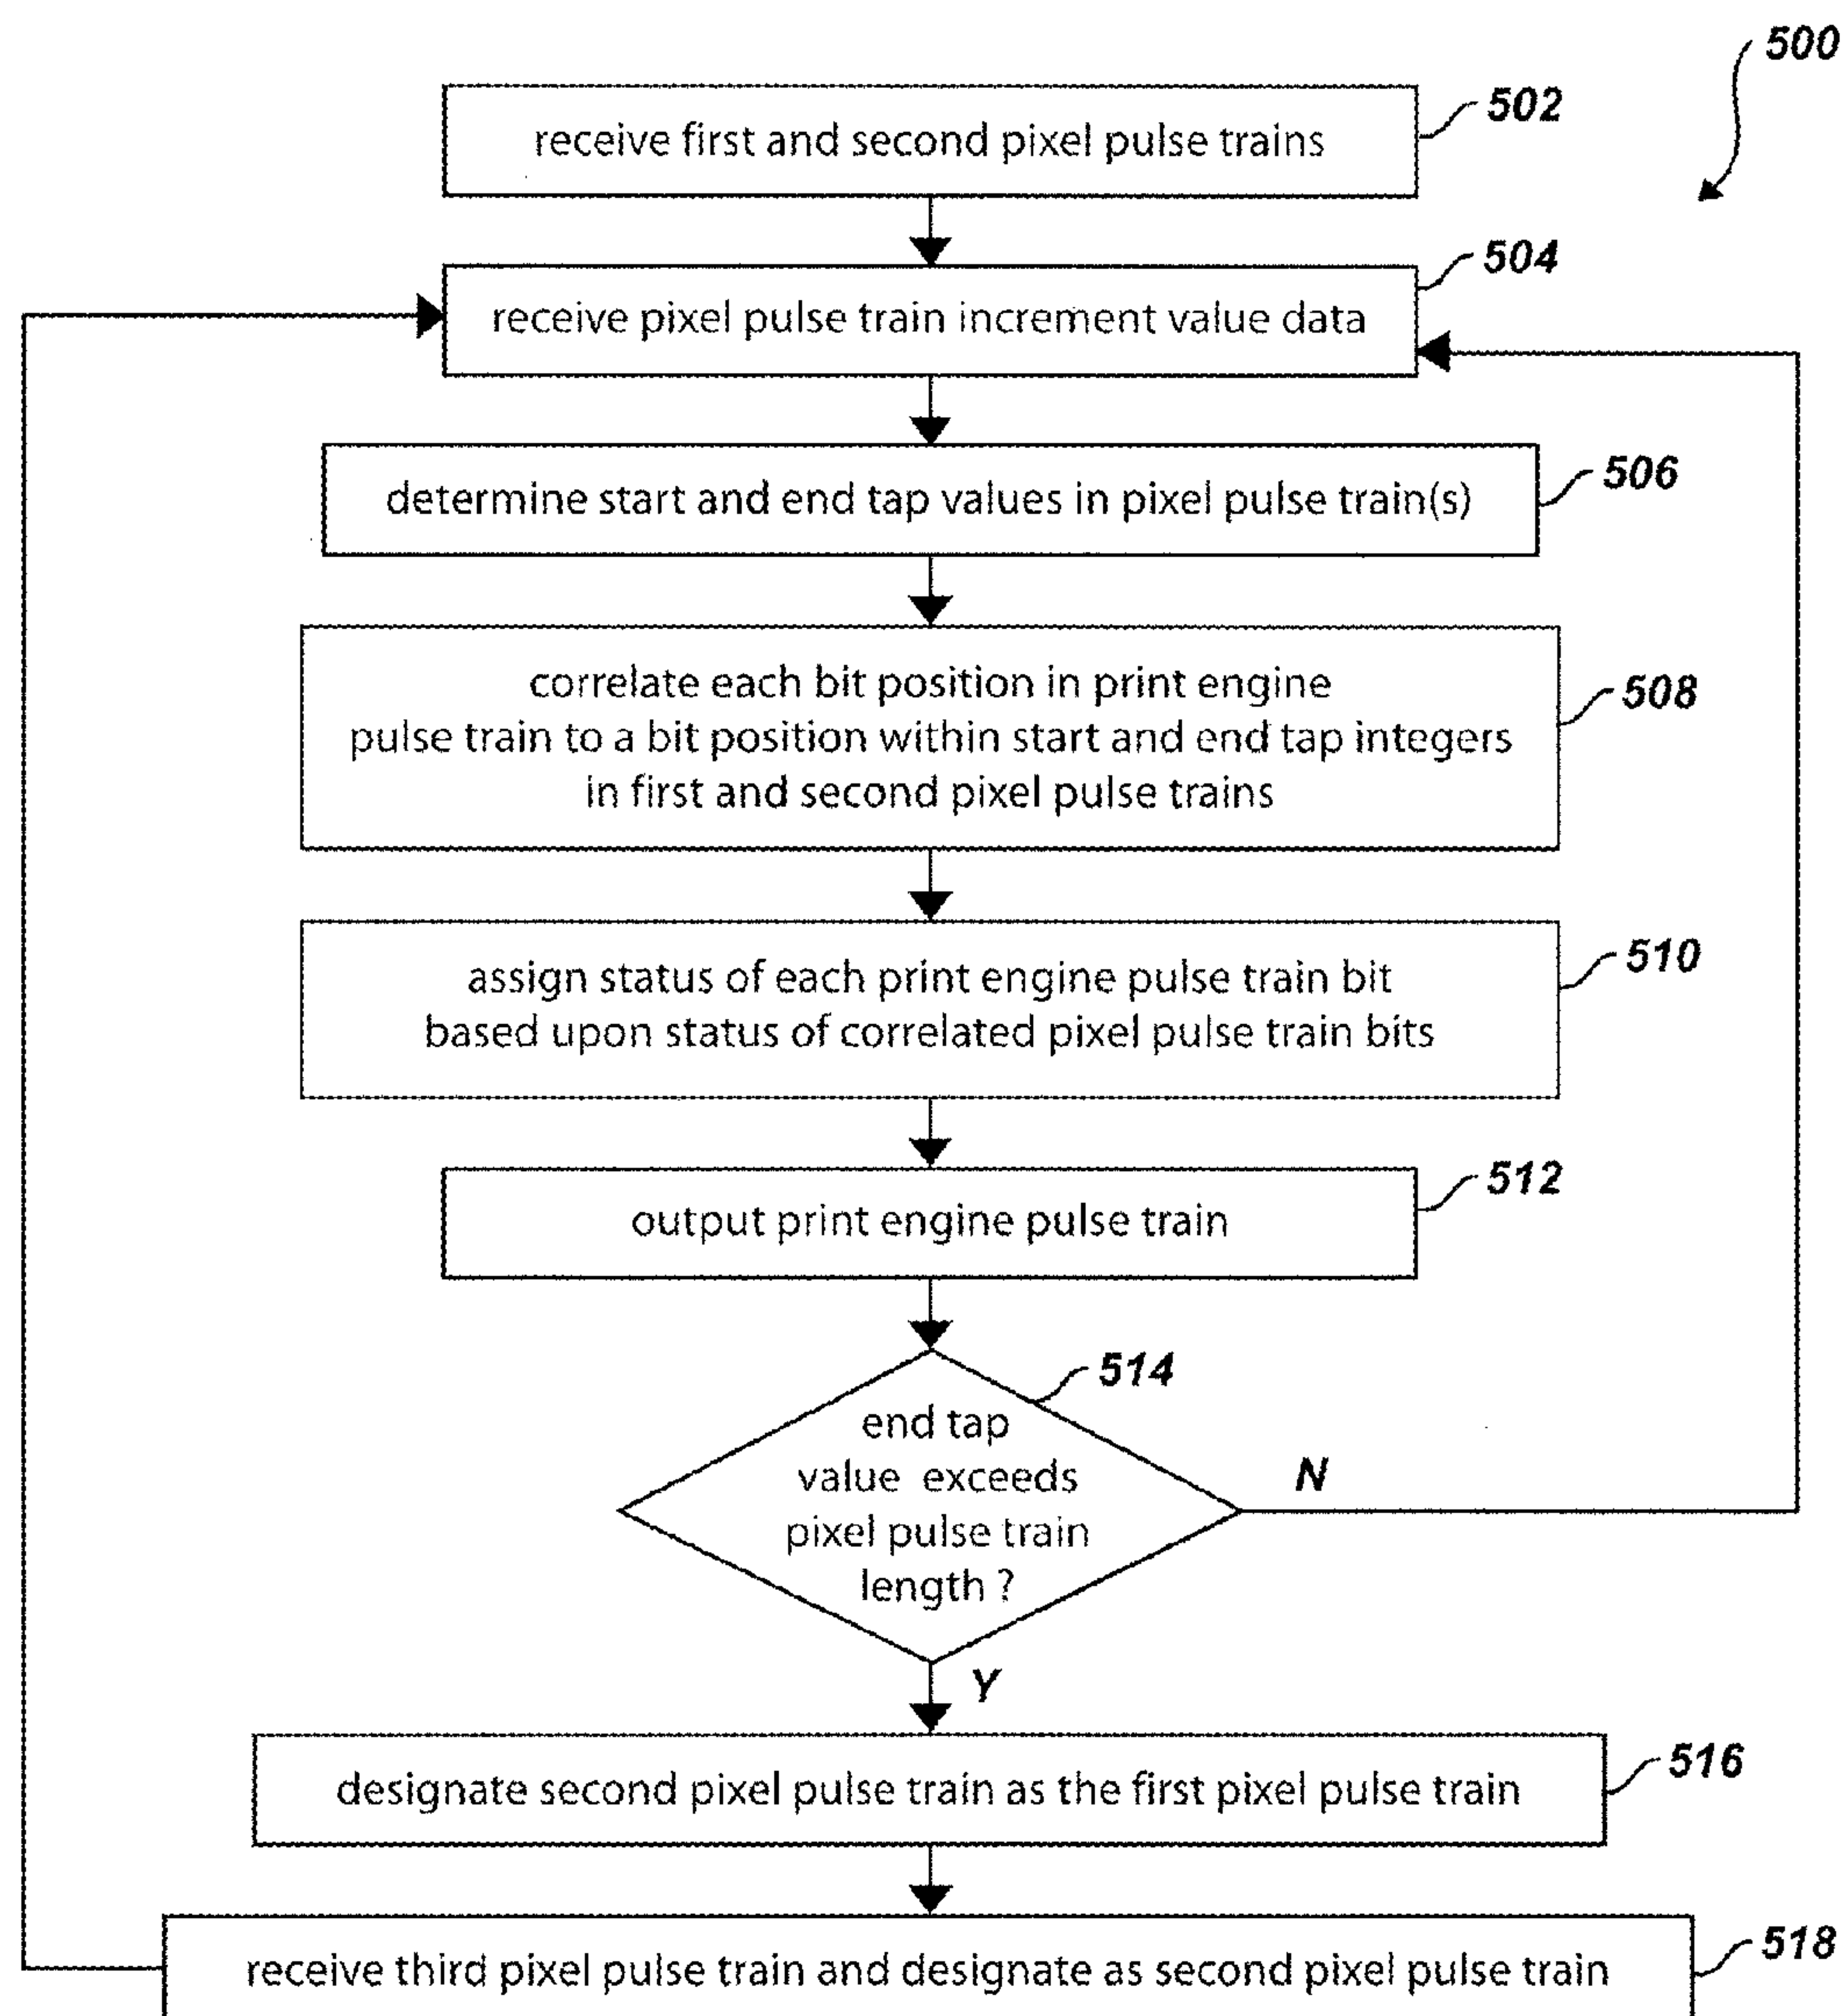 500
502
receive first and second pixel pulse trains
504
receive pixel pulse train increment value data
506
determine start and end tap values in pixel pulse train(s)
508
correlate each bit position in print engine
pulse train to a bit position within start and end tap integers
in first and second pixel pulse trains
510
assign status of each print engine pulse train bit
based upon status of correlated pixel pulse train bits
512
output print engine pulse train
514
end tap
value exceeds
pixel pulse train
length ?
N
Y
516
designate second pixel pulse train as the first pixel pulse train
518
receive third pixel pulse train and designate as second pixel pulse train